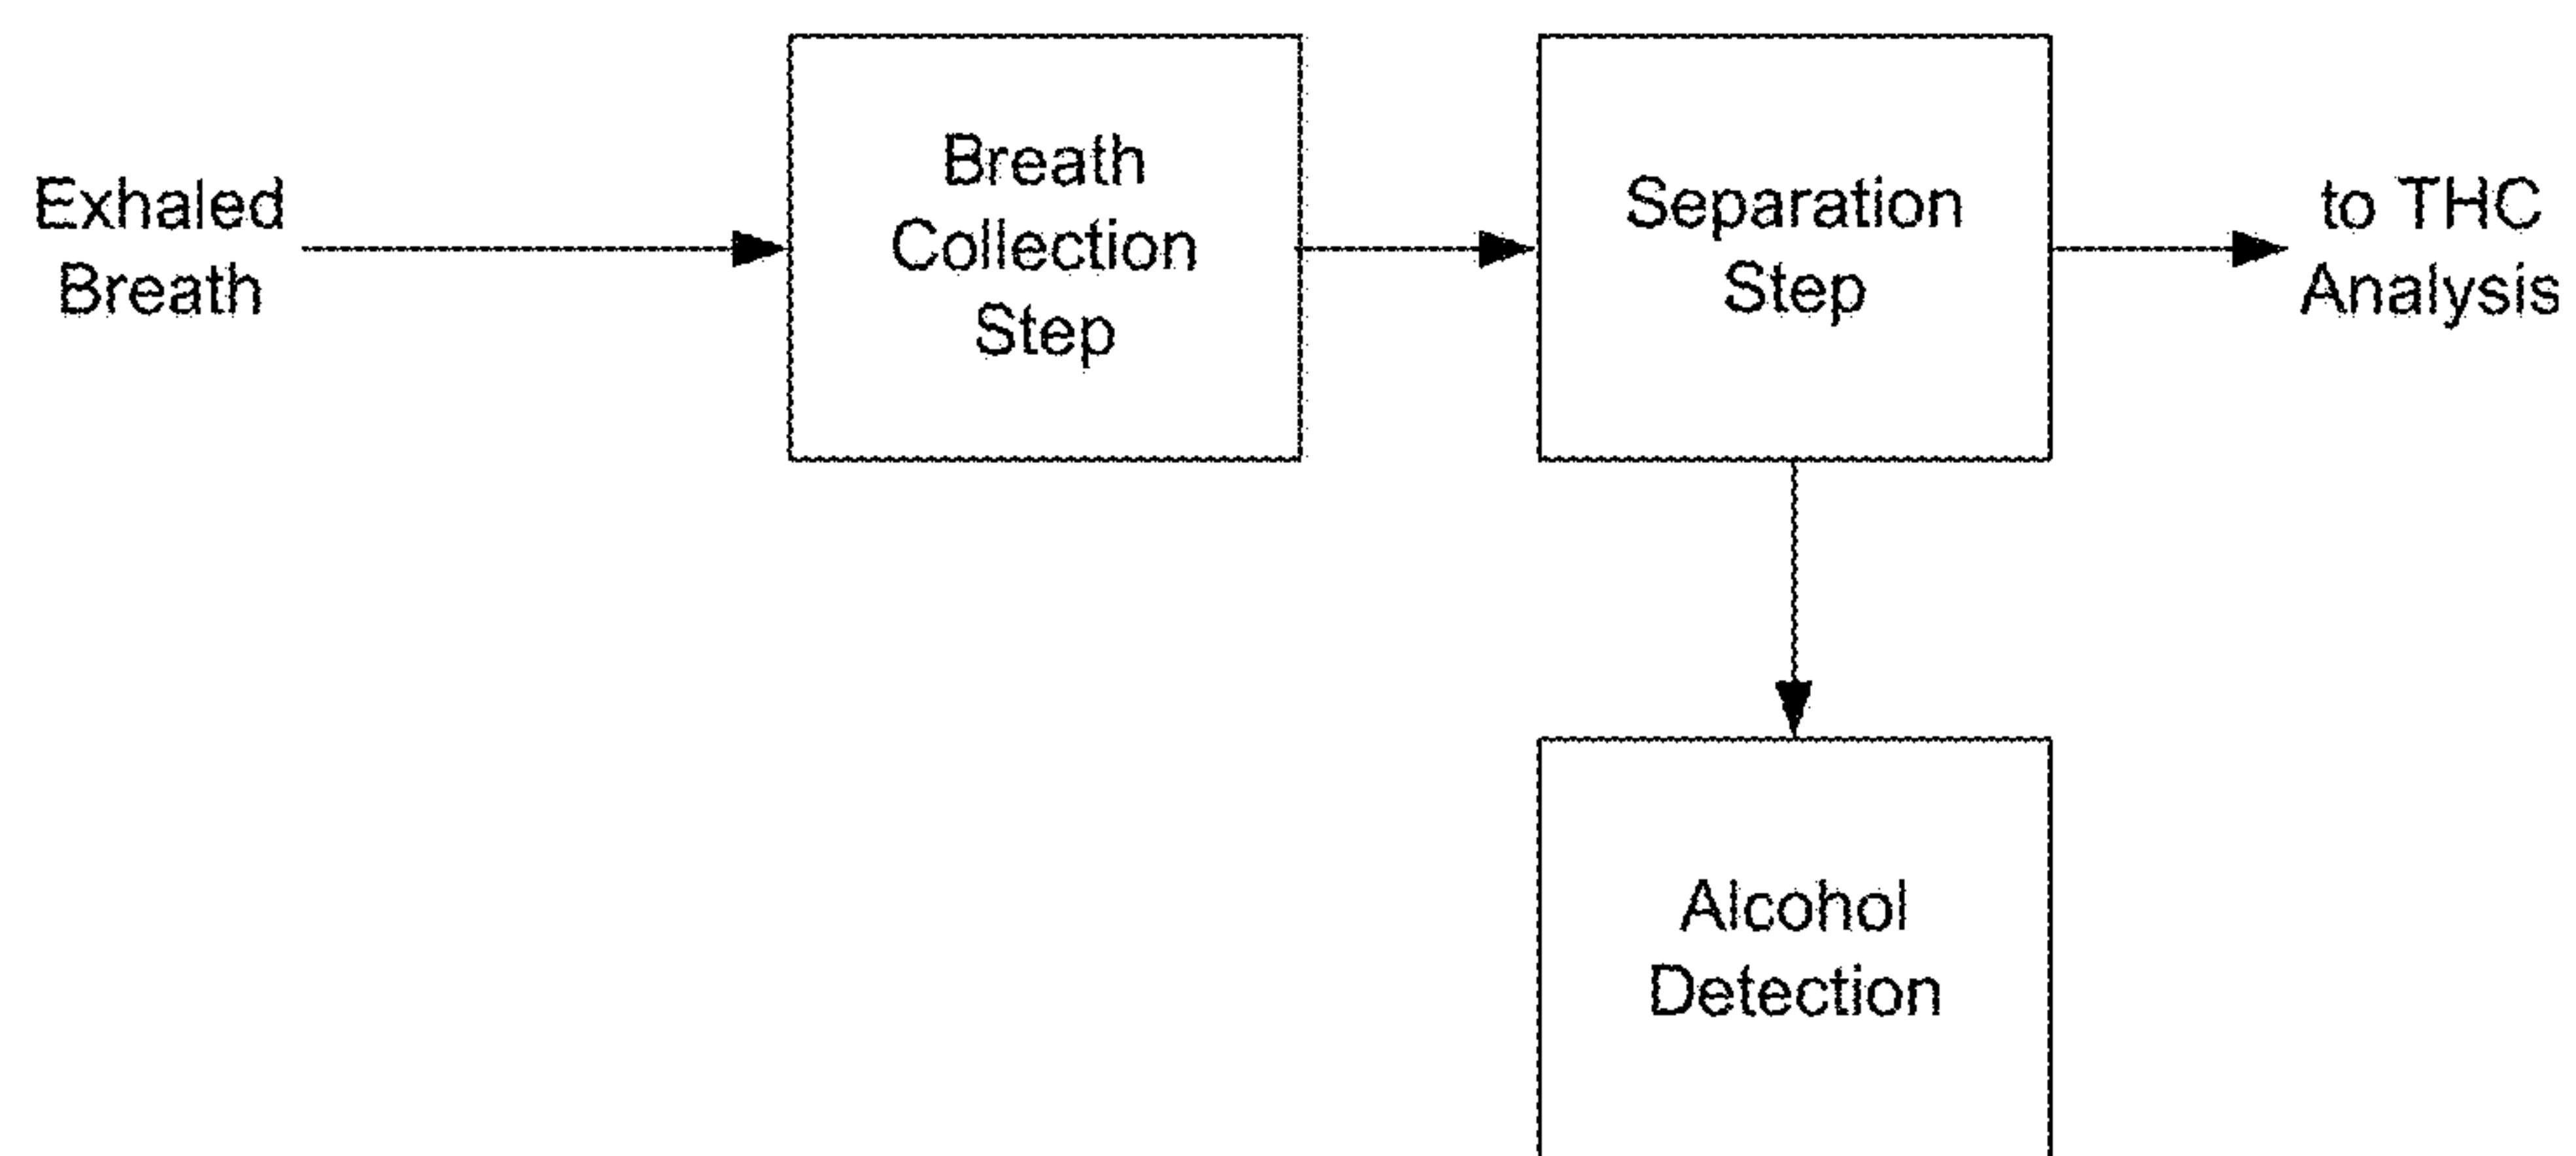 Exhaled
Breath
Breath
Collection
Step
Separation
Step
to THC
Analysis
Alcohol
Detection